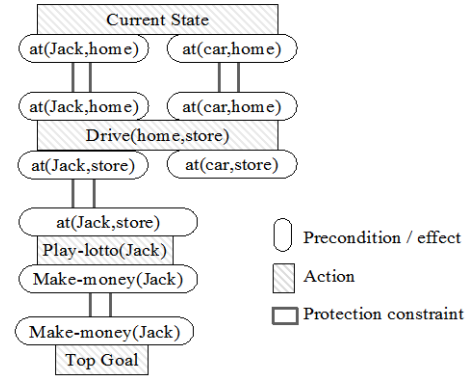 Current State
at(Jack,home) at(car,home)
at(Jack,home) at(car,home)
Drive(home,store)
at(Jack,store) at(car,store)
at(Jack,store)
Play-lotto(Jack)
Make-money(Jack)
Make-money(Jack)
Top Goal
Precondition / effect
Action
Protection constraint